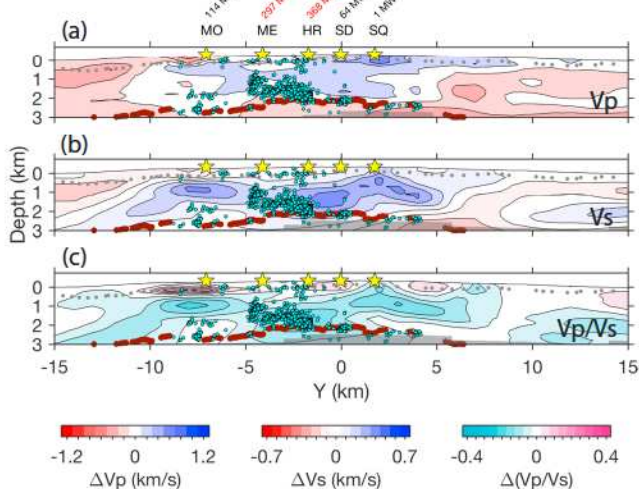 114 M
297 M
368 M
64 M
1 MW
(a)
MO ME HR SD SQ
0
1
2
3
Vp
(b)
Depth (km)
0
1
2
3
Vs
(c)
0
1
2
3
Vp/Vs
-15 -10 -5 0 5 10 15
Y (km)
-1.2 0 1.2
-0.7 0 0.7
-0.4 0 0.4
ΔVp (km/s)
ΔVs (km/s)
Δ(Vp/Vs)